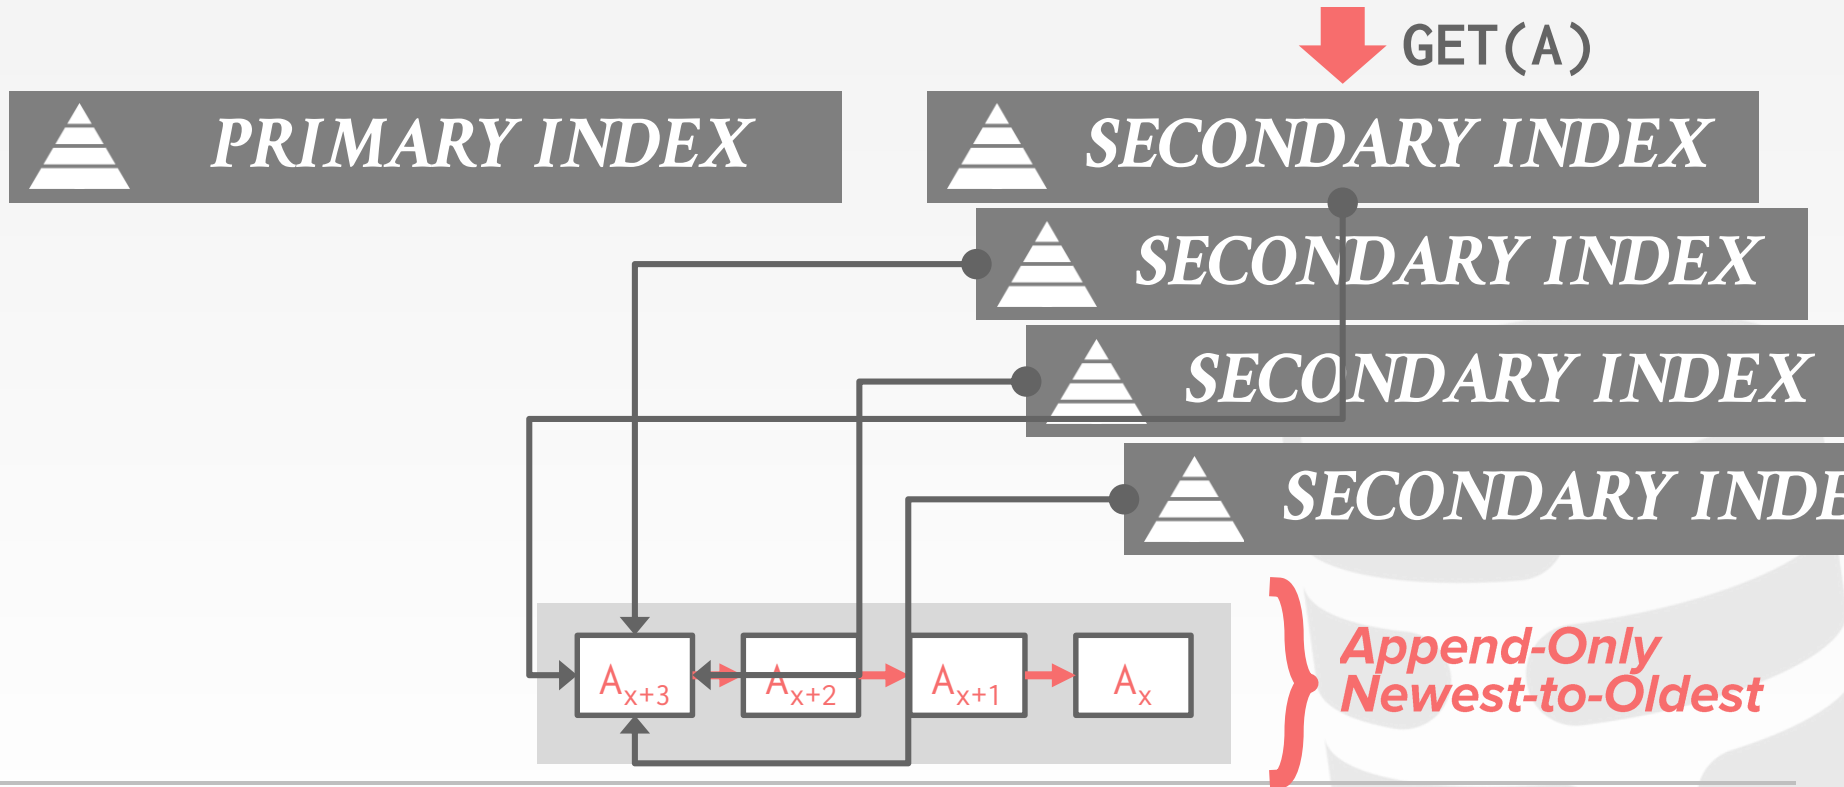 GET(A)
PRIMARY INDEX
SECONDARY INDEX
SECONDARY INDEX
SECONDARY INDEX
SECONDARY INDE
Ax+3
Ax+2
Ax+1
Ax
Append-Only
Newest-to-Oldest